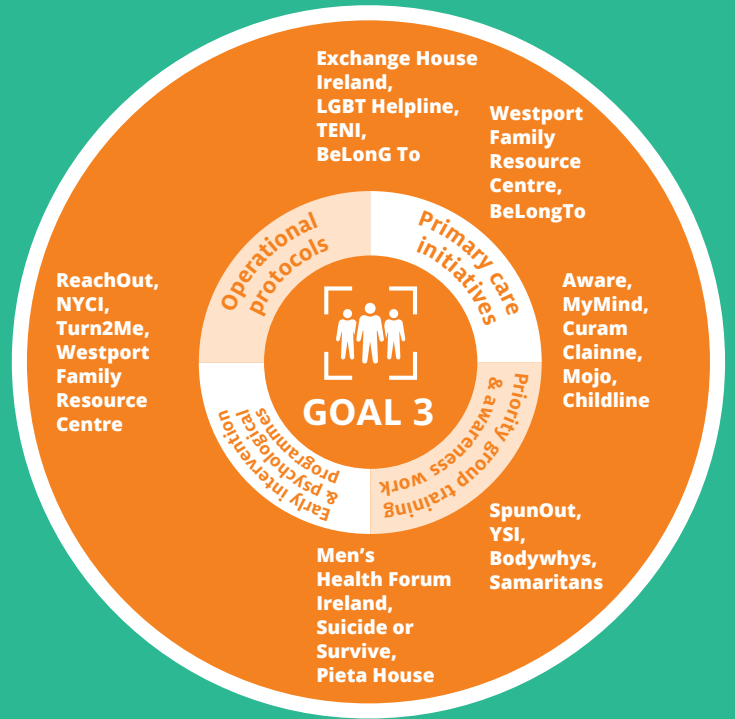 Exchange House
Ireland,
LGBT Helpline,
TENI,
BeLonG To
Westport
Family
Resource
Centre,
BeLongTo
Operational
protocols
Primary care
initiatives
ReachOut,
NYCI,
Turn2Me,
Westport
Family
Resource
Centre
Aware,
MyMind,
Curam
Clainne,
Mojo,
Childline
GOAL 3
Early intervention
& psychological
programmes
Priority group training
& awareness work
SpunOut,
YSI,
Bodywhys,
Samaritans
Men's
Health Forum
Ireland,
Suicide or
Survive,
Pieta House